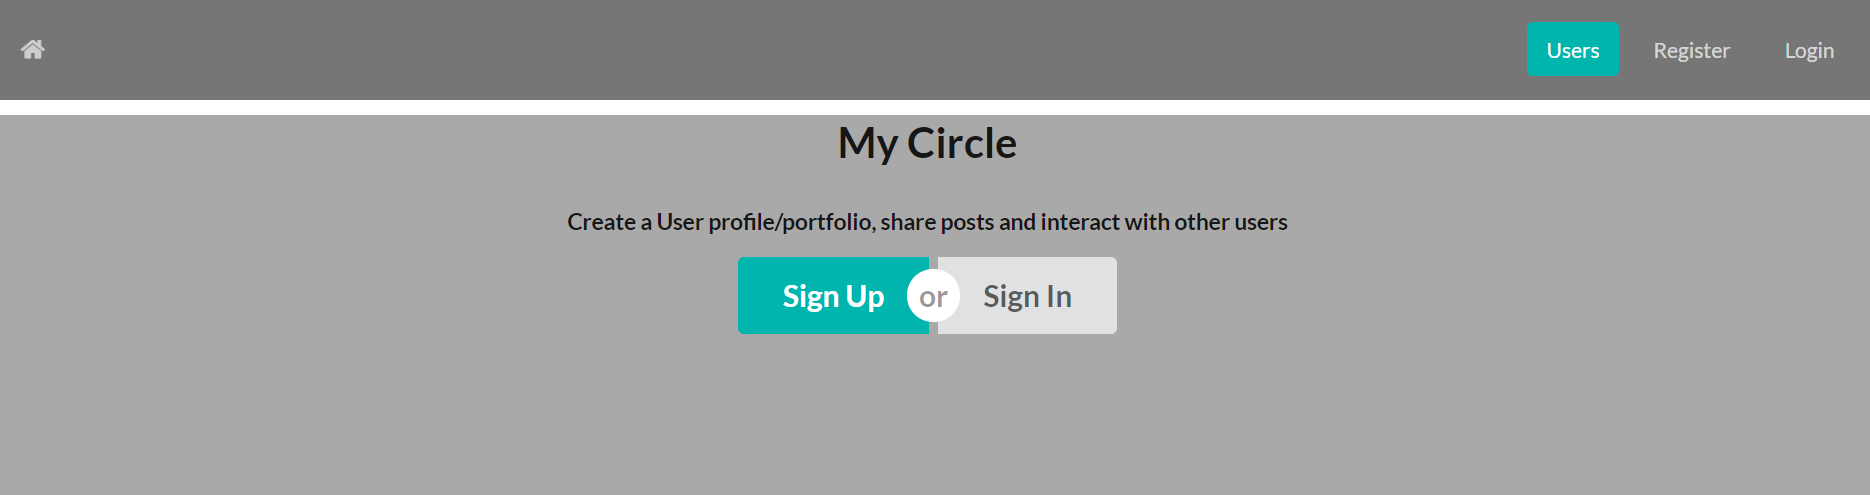 Users Register Login
My Circle
Create a User profile/portfolio, share posts and interact with other users
Sign Up or Sign In